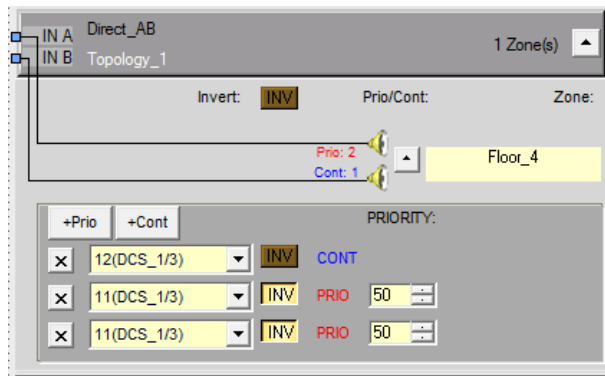 IN A Direct_AB
IN B Topology_1
1 Zone(s)
Invert: INV Prio/Cont: Zone:
Prio: 2
Cont: 1
Floor_4
+Prio +Cont PRIORITY:
12(DCS_1/3) INV CONT
11(DCS_1/3) INV PRIO 50
11(DCS_1/3) INV PRIO 50